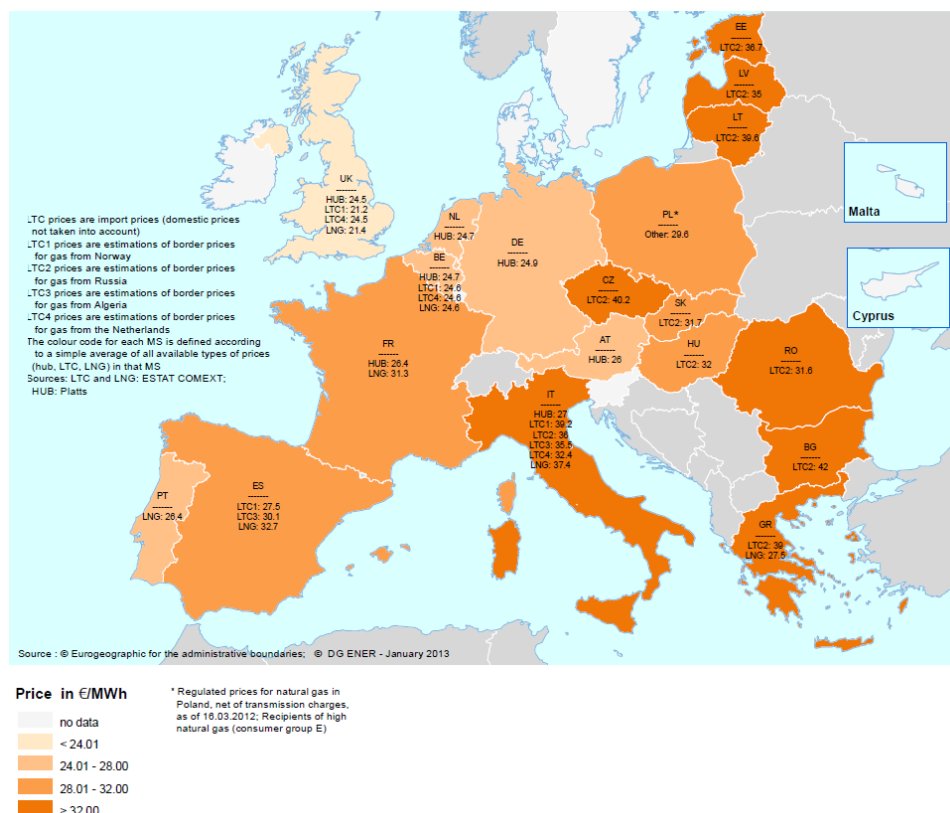 EE
-------
LTC2: 36.7
LV
-------
LTC2: 35
LT
-------
LTC2: 39.6
Malta
Cyprus
UK
-------
HUB: 24.5
LTC1: 21.2
LTC4: 24.5
LNG: 21.4
LTC prices are import prices (domestic prices
not taken into account)
LTC1 prices are estimations of border prices
for gas from Norway
LTC2 prices are estimations of border prices
for gas from Russia
LTC3 prices are estimations of border prices
for gas from Algeria
LTC4 prices are estimations of border prices
for gas from the Netherlands
The colour code for each MS is defined according
to a simple average of all available types of prices
(hub, LTC, LNG) in that MS
Sources: LTC and LNG: ESTAT COMEXT;
HUB: Platts
NL
-------
HUB: 24.7
BE
-------
HUB: 24.7
LTC1: 24.6
LTC4: 24.6
LNG: 24.6
DE
-------
HUB: 24.9
PL*
-------
Other: 29.6
CZ
-------
LTC2: 40.2
SK
-------
LTC2: 31.7
AT
-------
HUB: 26
HU
-------
LTC2: 32
RO
-------
LTC2: 31.6
FR
-------
HUB: 26.4
LNG: 31.3
IT
-------
HUB: 27
LTC1: 39.2
LTC2: 36
LTC3: 35.5
LTC4: 32.4
LNG: 37.4
BG
-------
LTC2: 42
PT
-------
LNG: 26.4
ES
-------
LTC1: 27.5
LTC3: 30.1
LNG: 32.7
GR
-------
LTC2: 39
LNG: 27.5
Source : © Eurogeographic for the administrative boundaries; © DG ENER - January 2013
Price in €/MWh
no data
< 24.01
24.01 - 28.00
28.01 - 32.00
> 32.00
* Regulated prices for natural gas in
Poland, net of transmission charges,
as of 16.03.2012; Recipients of high
natural gas (consumer group E)